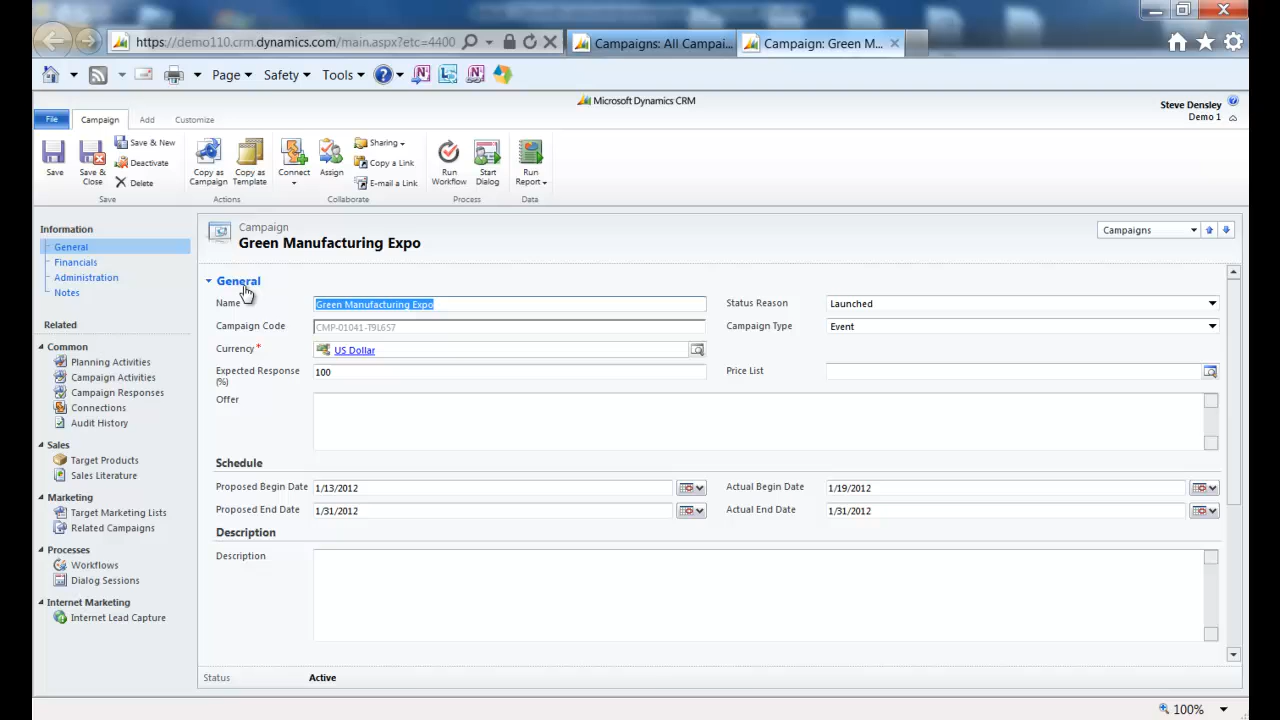 https://demo110.crm.dynamics.com/main.aspx?etc=4400
Campaigns: All Campai...
Campaign: Green M...
Page
Safety
Tools
Microsoft Dynamics CRM
Steve Densley
Demo 1
File
Campaign
Add
Customize
Save
Save & Close
Save & New
Deactivate
Delete
Save
Copy as Campaign
Copy as Template
Actions
Connect
Assign
Sharing
Copy a Link
E-mail a Link
Collaborate
Run Workflow
Start Dialog
Process
Run Report
Data
Information
General
Financials
Administration
Notes
Related
Common
Planning Activities
Campaign Activities
Campaign Responses
Connections
Audit History
Sales
Target Products
Sales Literature
Marketing
Target Marketing Lists
Related Campaigns
Processes
Workflows
Dialog Sessions
Internet Marketing
Internet Lead Capture
Campaign
Green Manufacturing Expo
Campaigns
General
Name
Green Manufacturing Expo
Status Reason
Launched
Campaign Code
CMP-01041-T9L6S7
Campaign Type
Event
Currency *
US Dollar
Expected Response (%)
100
Price List
Offer
Schedule
Proposed Begin Date
1/13/2012
Actual Begin Date
1/19/2012
Proposed End Date
1/31/2012
Actual End Date
1/31/2012
Description
Description
Status
Active
100%